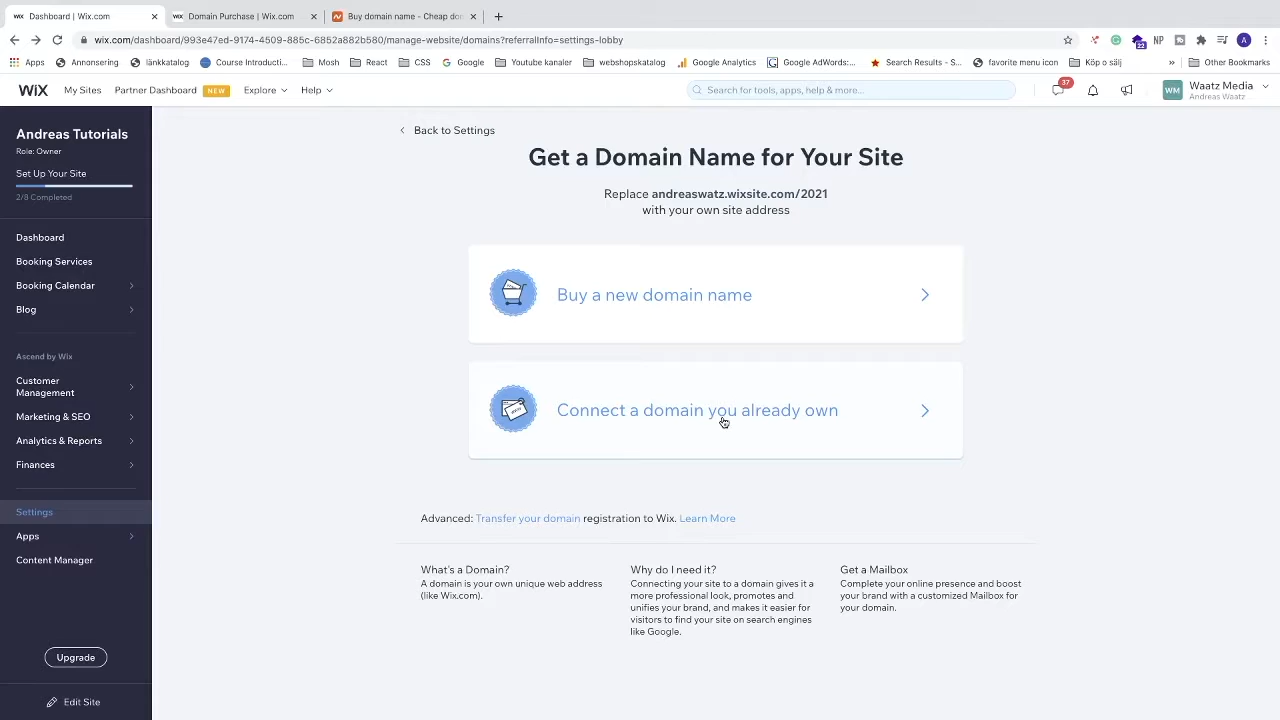 Dashboard | Wix.com
Domain Purchase | Wix.com
Buy domain name - Cheap dom
wix.com/dashboard/993e47ed-9174-4509-885c-6852a882b580/manage-website/domains?referralInfo=settings-lobby
22
NP
A
Apps
Annonsering
länkkatalog
Course Introducti...
Mosh
React
CSS
Google
Youtube kanaler
webshopskatalog
Google Analytics
Google AdWords:...
Search Results - S...
favorite menu icon
Köp o sälj
»
Other Bookmarks
WiX
My Sites
Partner Dashboard
NEW
Explore
Help
Search for tools, apps, help & more...
37
WM
Waatz Media
Andreas Waatz
Andreas Tutorials
Role: Owner
Set Up Your Site
2/8 Completed
Dashboard
Booking Services
Booking Calendar
Blog
Ascend by Wix
Customer
Management
Marketing & SEO
Analytics & Reports
Finances
Settings
Apps
Content Manager
Upgrade
Edit Site
Back to Settings
Get a Domain Name for Your Site
Replace andreaswatz.wixsite.com/2021
with your own site address
Buy a new domain name
Connect a domain you already own
Advanced: Transfer your domain registration to Wix. Learn More
What's a Domain?
A domain is your own unique web address
(like Wix.com).
Why do I need it?
Connecting your site to a domain gives it a
more professional look, promotes and
unifies your brand, and makes it easier for
visitors to find your site on search engines
like Google.
Get a Mailbox
Complete your online presence and boost
your brand with a customized Mailbox for
your domain.